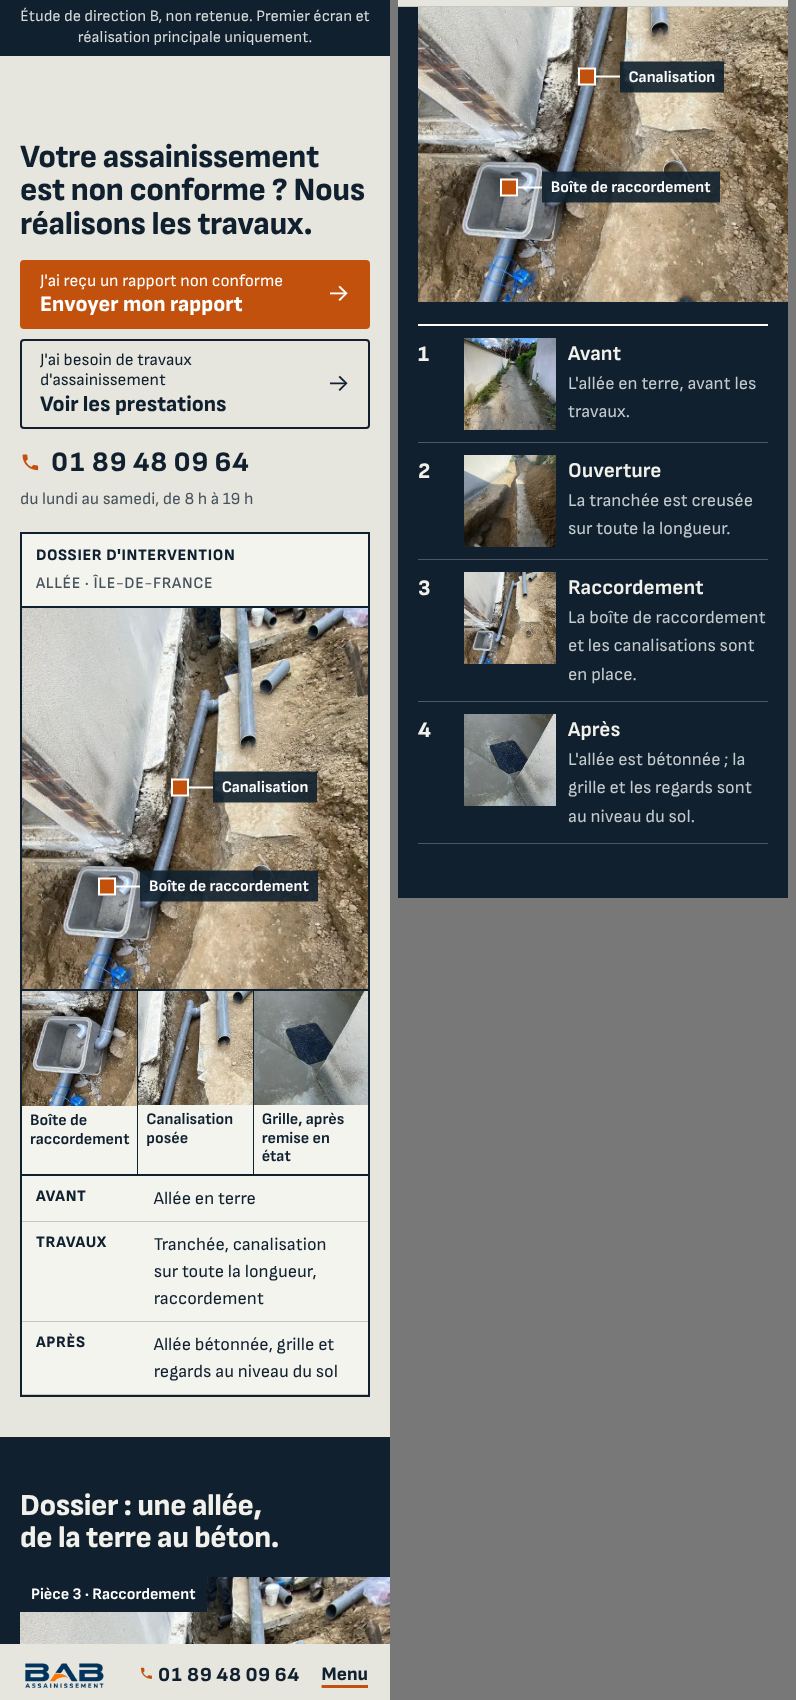 Étude de direction B, non retenue. Premier écran et
réalisation principale uniquement.
Votre assainissement
est non conforme ? Nous
réalisons les travaux.
J'ai reçu un rapport non conforme
Envoyer mon rapport
J'ai besoin de travaux
d'assainissement
Voir les prestations
01 89 48 09 64
du lundi au samedi, de 8 h à 19 h
DOSSIER D'INTERVENTION
ALLÉE · ÎLE-DE-FRANCE
Canalisation
Boîte de raccordement
Boîte de
raccordement
Canalisation
posée
Grille, après
remise en
état
AVANT
Allée en terre
TRAVAUX
Tranchée, canalisation
sur toute la longueur,
raccordement
APRÈS
Allée bétonnée, grille et
regards au niveau du sol
Dossier : une allée,
de la terre au béton.
Pièce 3 · Raccordement
BAB
ASSAINISSEMENT
01 89 48 09 64
Menu
Canalisation
Boîte de raccordement
1
Avant
L'allée en terre, avant les
travaux.
2
Ouverture
La tranchée est creusée
sur toute la longueur.
3
Raccordement
La boîte de raccordement
et les canalisations sont
en place.
4
Après
L'allée est bétonnée ; la
grille et les regards sont
au niveau du sol.